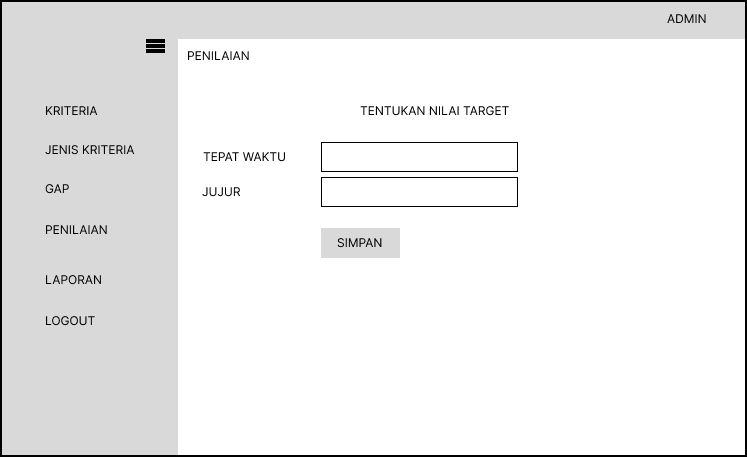 ADMIN
PENILAIAN
KRITERIA
JENIS KRITERIA
GAP
PENILAIAN
LAPORAN
LOGOUT
TENTUKAN NILAI TARGET
TEPAT WAKTU
JUJUR
SIMPAN